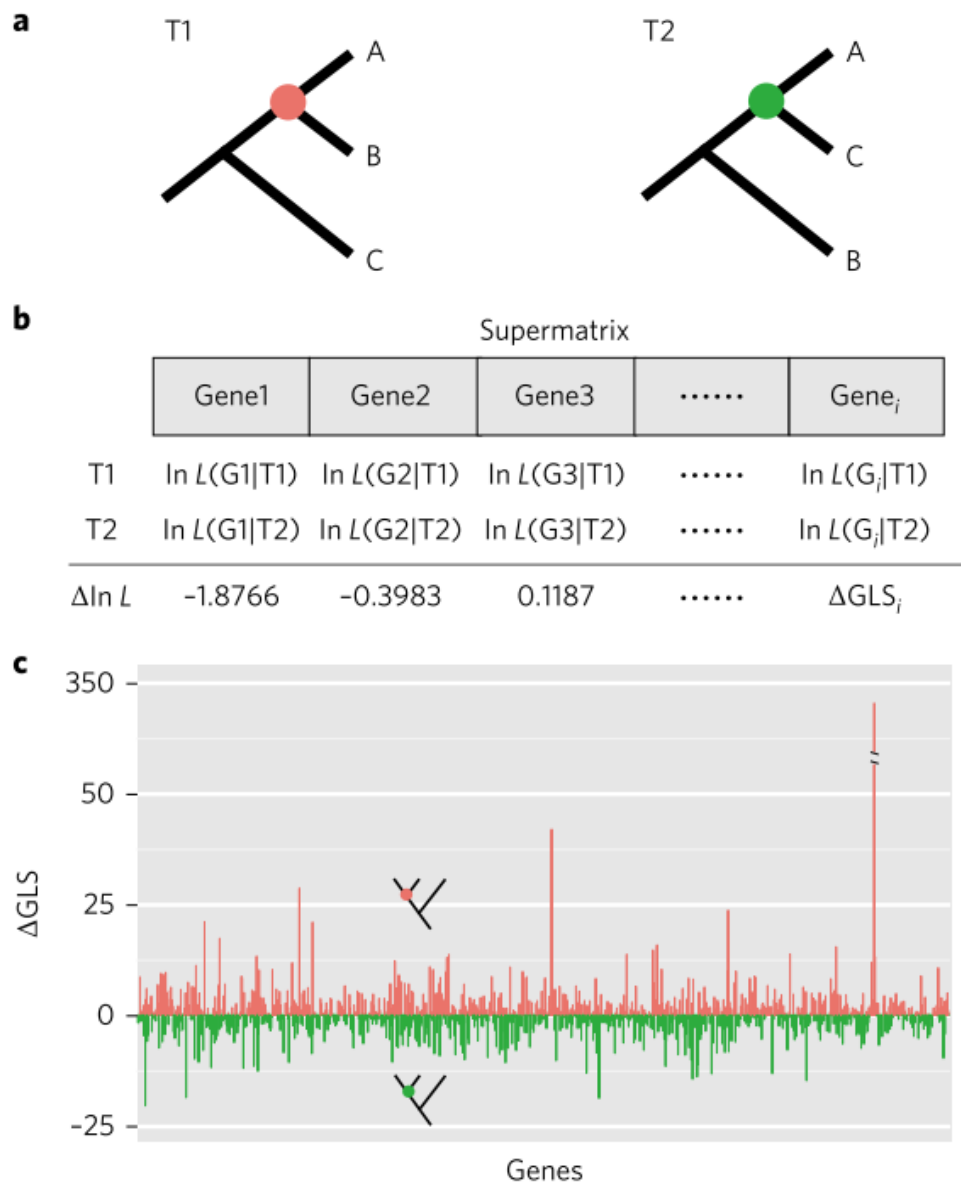 a
T1 T2
A A
B C
C B
b
Supermatrix
Gene1 Gene2 Gene3 ...... Geneᵢ
T1 ln L(G1|T1) ln L(G2|T1) ln L(G3|T1) ...... ln L(Gᵢ|T1)
T2 ln L(G1|T2) ln L(G2|T2) ln L(G3|T2) ...... ln L(Gᵢ|T2)
Δln L −1.8766 −0.3983 0.1187 ...... ΔGLSᵢ
c
350
50
25
0
−25
ΔGLS
Genes